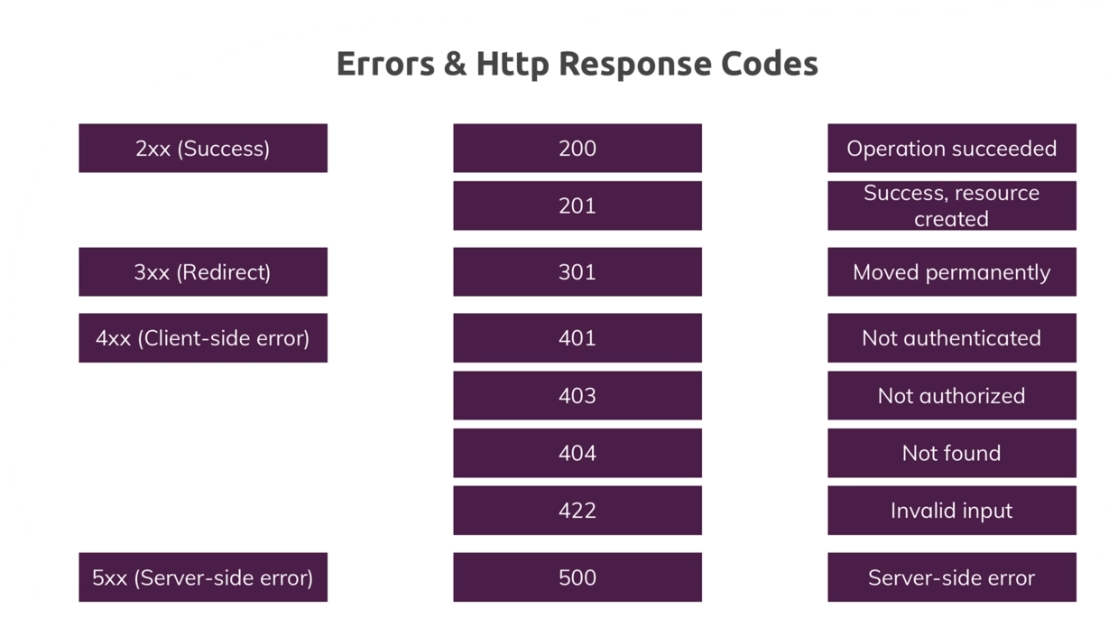 Errors & Http Response Codes
2xx (Success)
200
Operation succeeded
201
Success, resource
created
3xx (Redirect)
301
Moved permanently
4xx (Client-side error)
401
Not authenticated
403
Not authorized
404
Not found
422
Invalid input
5xx (Server-side error)
500
Server-side error